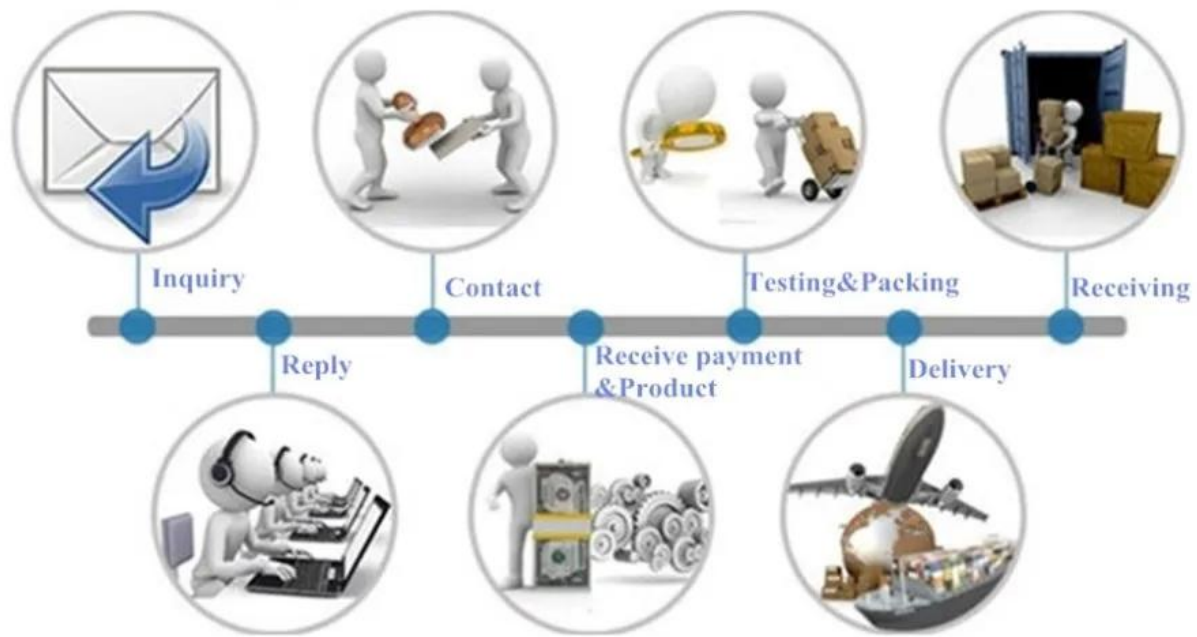 Inquiry
Reply
Contact
Receive payment
&Product
Testing&Packing
Delivery
Receiving